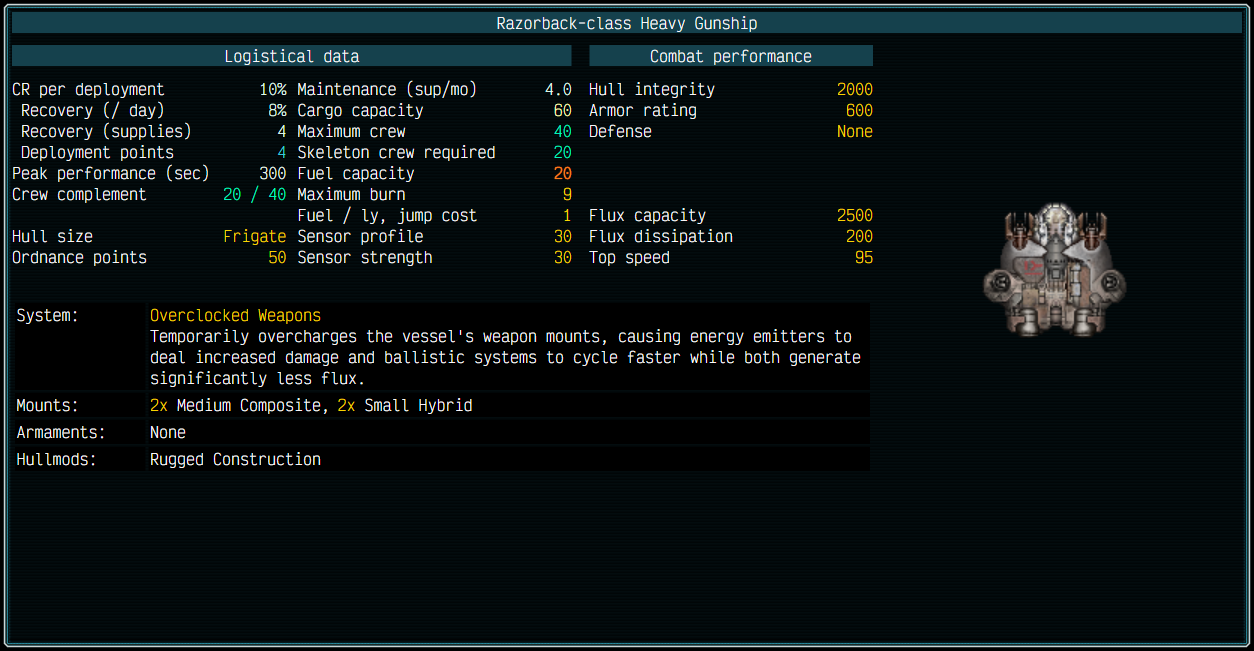 Razorback-class Heavy Gunship
Logistical data
Combat performance
CR per deployment 10% Maintenance (sup/mo) 4.0 Hull integrity 2000
Recovery (/ day) 8% Cargo capacity 60 Armor rating 600
Recovery (supplies) 4 Maximum crew 40 Defense None
Deployment points 4 Skeleton crew required 20
Peak performance (sec) 300 Fuel capacity 20
Crew complement 20 / 40 Maximum burn 9
Fuel / ly, jump cost 1 Flux capacity 2500
Hull size Frigate Sensor profile 30 Flux dissipation 200
Ordnance points 50 Sensor strength 30 Top speed 95
System: Overclocked Weapons
Temporarily overcharges the vessel's weapon mounts, causing energy emitters to
deal increased damage and ballistic systems to cycle faster while both generate
significantly less flux.
Mounts: 2x Medium Composite, 2x Small Hybrid
Armaments: None
Hullmods: Rugged Construction